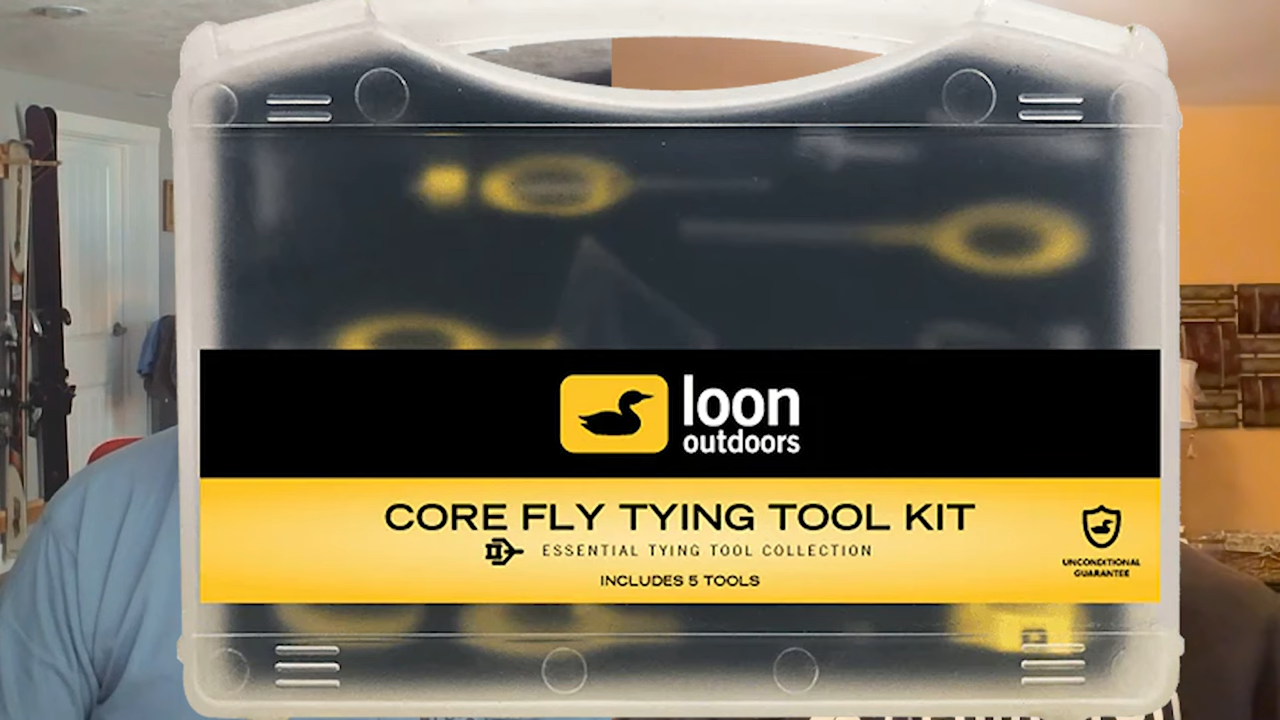 loon
outdoors
CORE FLY TYING TOOL KIT
ESSENTIAL TYING TOOL COLLECTION
INCLUDES 5 TOOLS
UNCONDITIONAL
GUARANTEE